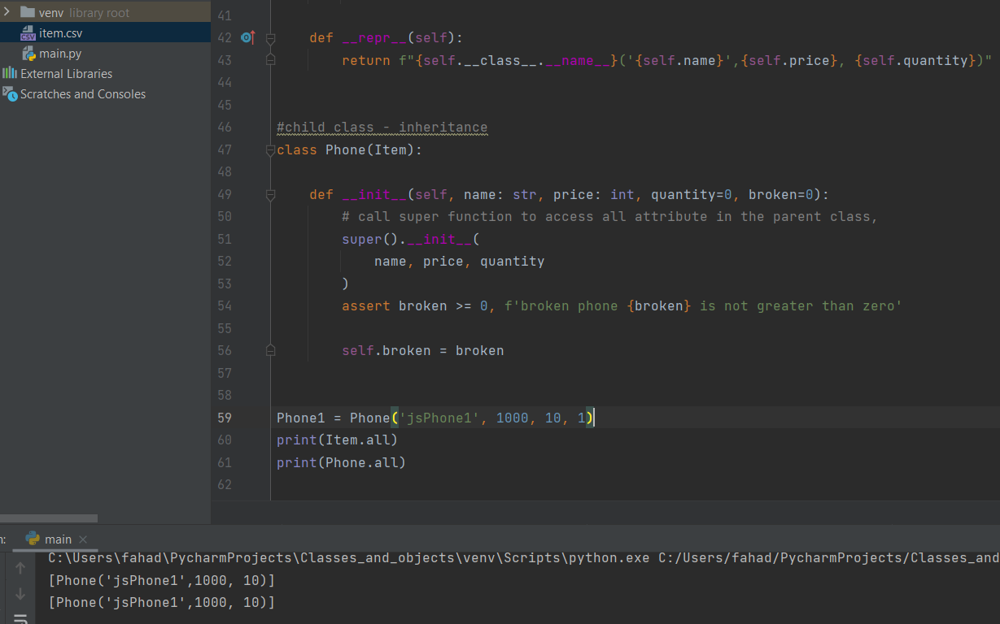 venv library root
item.csv
main.py
External Libraries
Scratches and Consoles
41
42 def __repr__(self):
43 return f"{self.__class__.__name__}('{self.name}',{self.price}, {self.quantity})"
44
45
46 #child class - inheritance
47 class Phone(Item):
48
49 def __init__(self, name: str, price: int, quantity=0, broken=0):
50 # call super function to access all attribute in the parent class,
51 super().__init__(
52 name, price, quantity
53 )
54 assert broken >= 0, f'broken phone {broken} is not greater than zero'
55
56 self.broken = broken
57
58
59 Phone1 = Phone('jsPhone1', 1000, 10, 1)
60 print(Item.all)
61 print(Phone.all)
62
main
C:\Users\fahad\PycharmProjects\Classes_and_objects\venv\Scripts\python.exe C:/Users/fahad/PycharmProjects/Classes_and
[Phone('jsPhone1',1000, 10)]
[Phone('jsPhone1',1000, 10)]